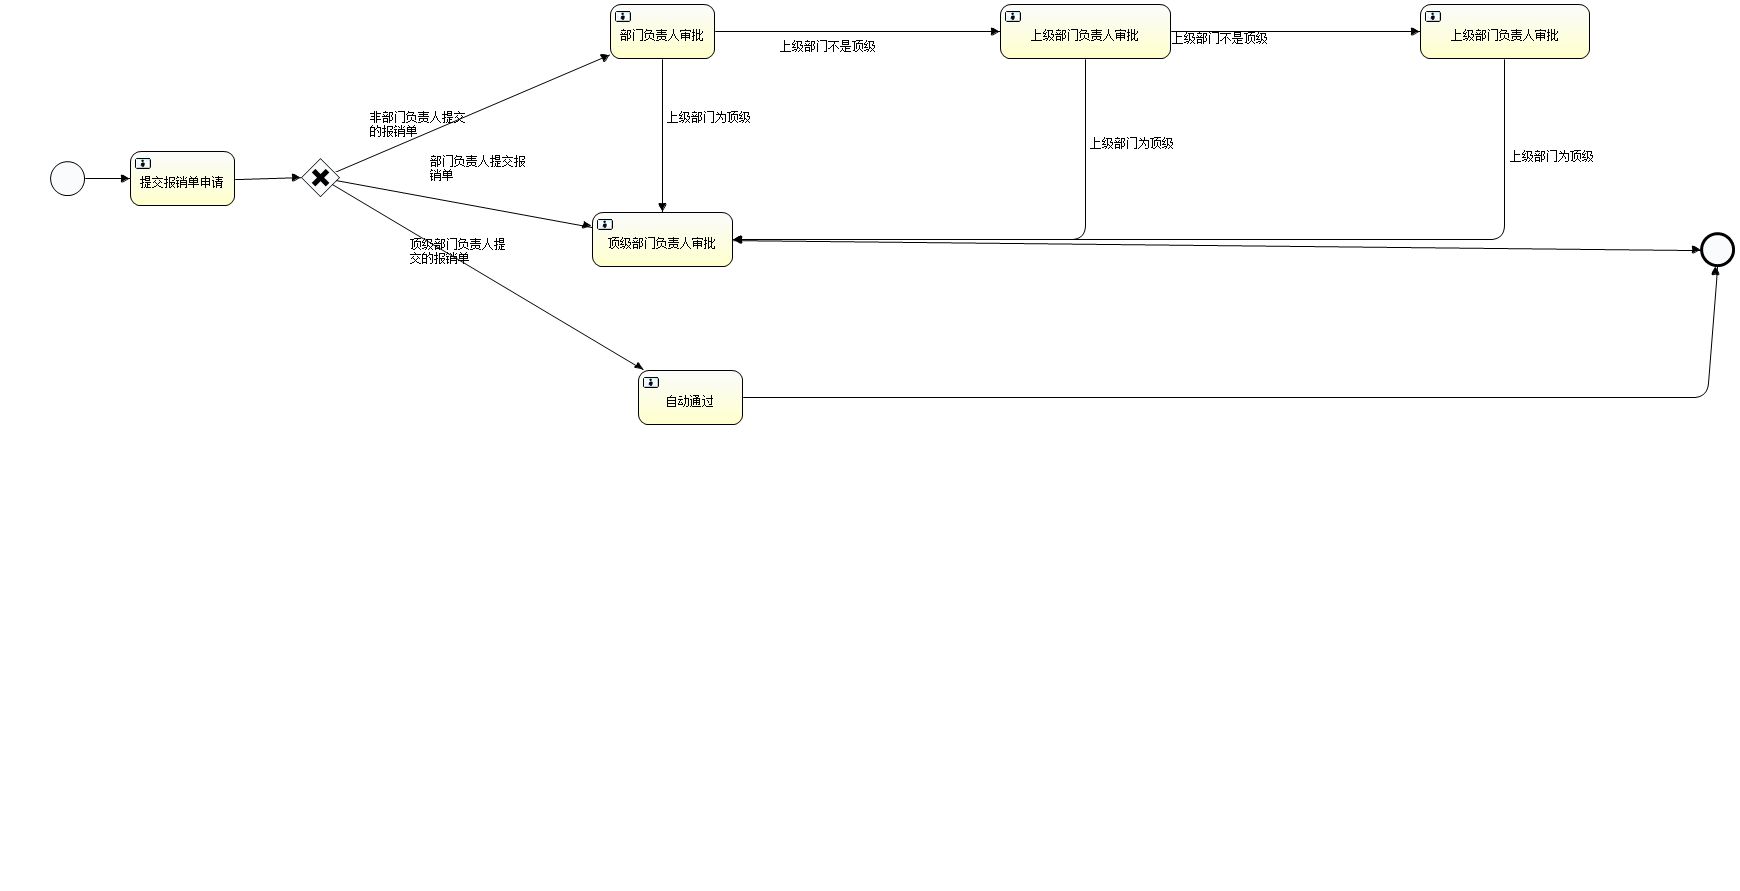 部门负责人审批
上级部门不是顶级
上级部门负责人审批
上级部门不是顶级
上级部门负责人审批
非部门负责人提交
的报销单
上级部门为顶级
上级部门为顶级
上级部门为顶级
部门负责人提交报
销单
提交报销单申请
顶级部门负责人提
交的报销单
顶级部门负责人审批
自动通过